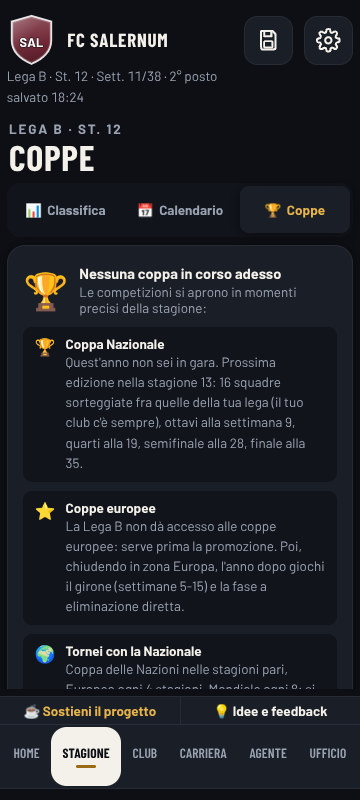 SAL
FC SALERNUM
Lega B · St. 12 · Sett. 11/38 · 2° posto
salvato 18:24
LEGA B · ST. 12
COPPE
Classifica
Calendario
Coppe
Nessuna coppa in corso adesso
Le competizioni si aprono in momenti
precisi della stagione:
Coppa Nazionale
Quest'anno non sei in gara. Prossima
edizione nella stagione 13: 16 squadre
sorteggiate fra quelle della tua lega (il tuo
club c'è sempre), ottavi alla settimana 9,
quarti alla 19, semifinale alla 28, finale alla
35.
Coppe europee
La Lega B non dà accesso alle coppe
europee: serve prima la promozione. Poi,
chiudendo in zona Europa, l'anno dopo giochi
il girone (settimane 5-15) e la fase a
eliminazione diretta.
Tornei con la Nazionale
Coppa delle Nazioni nelle stagioni pari,
Sostieni il progetto
Idee e feedback
HOME
STAGIONE
CLUB
CARRIERA
AGENTE
UFFICIO